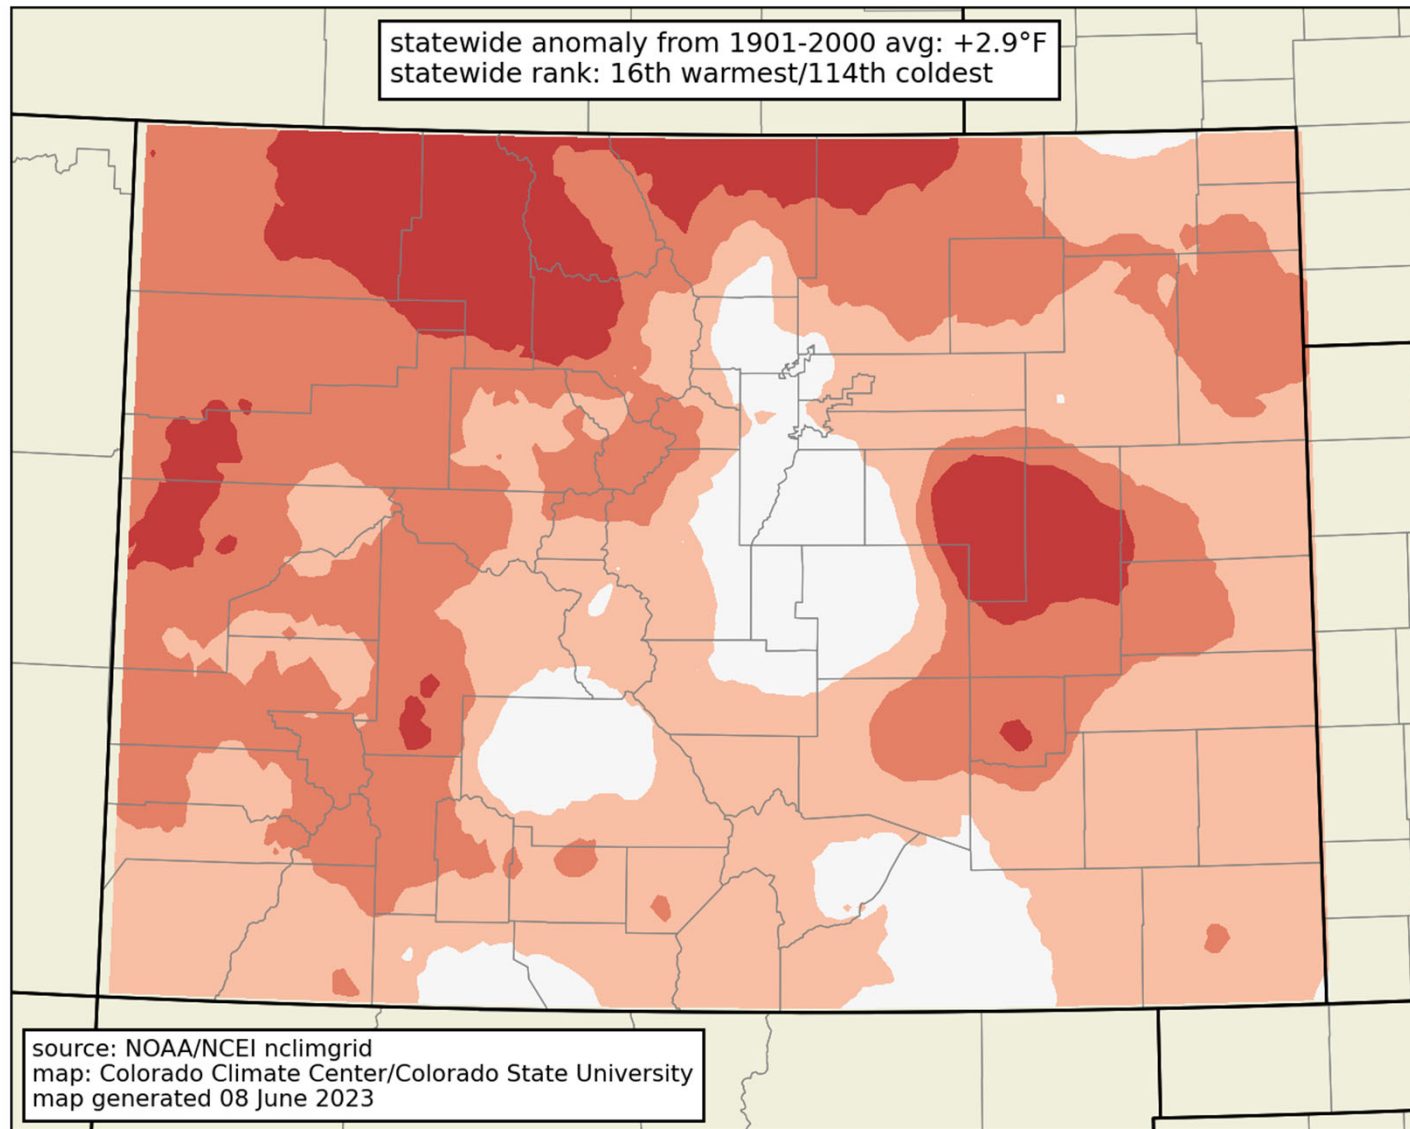 statewide anomaly from 1901-2000 avg: +2.9°F
statewide rank: 16th warmest/114th coldest
source: NOAA/NCEI nclimgrid
map: Colorado Climate Center/Colorado State University
map generated 08 June 2023